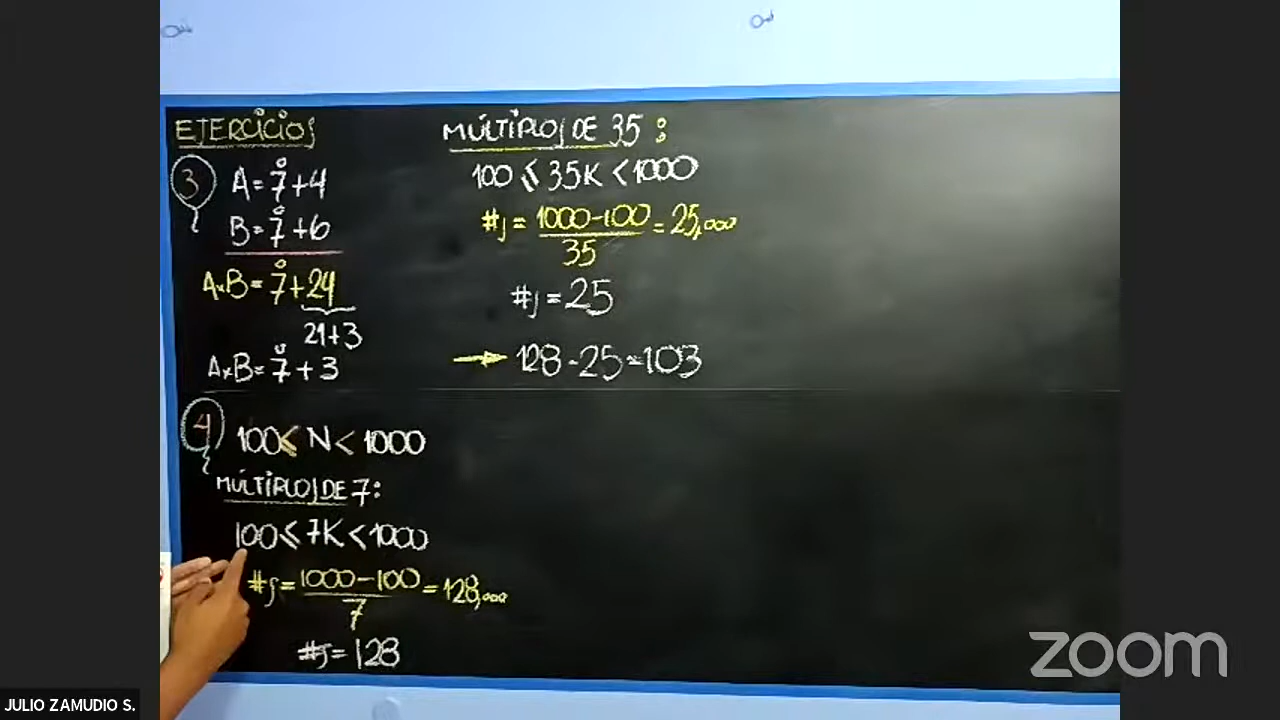 EJERCICIOS
3
A = 7̊ + 4
B = 7̊ + 6
A×B = 7̊ + 24
21 + 3
A×B = 7̊ + 3
4
100 ≤ N < 1000
MÚLTIPLOS DE 7:
100 ≤ 7K < 1000
#s = 1000 - 100 / 7 = 128,...
#s = 128
MÚLTIPLOS DE 35:
100 ≤ 35K < 1000
#s = 1000 - 100 / 35 = 25,...
#s = 25
→ 128 - 25 = 103
zoom
JULIO ZAMUDIO S.